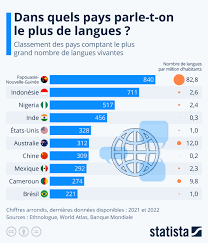 Dans quels pays parle-t-on
le plus de langues ?
Classement des pays comptant le plus
grand nombre de langues vivantes
Nombre de langues
par million d'habitants
Papouasie-
Nouvelle-Guinée 840 82,8
Indonésie 711 2,6
Nigeria 517 2,4
Inde 456 0,3
États-Unis 328 1,0
Australie 312 12,0
Chine 309 0,2
Mexique 292 2,3
Cameroun 274 9,8
Brésil 221 1,0
Chiffres arrondis, dernières données disponibles : 2021 et 2022
Sources : Ethnologue, World Atlas, Banque Mondiale
statista